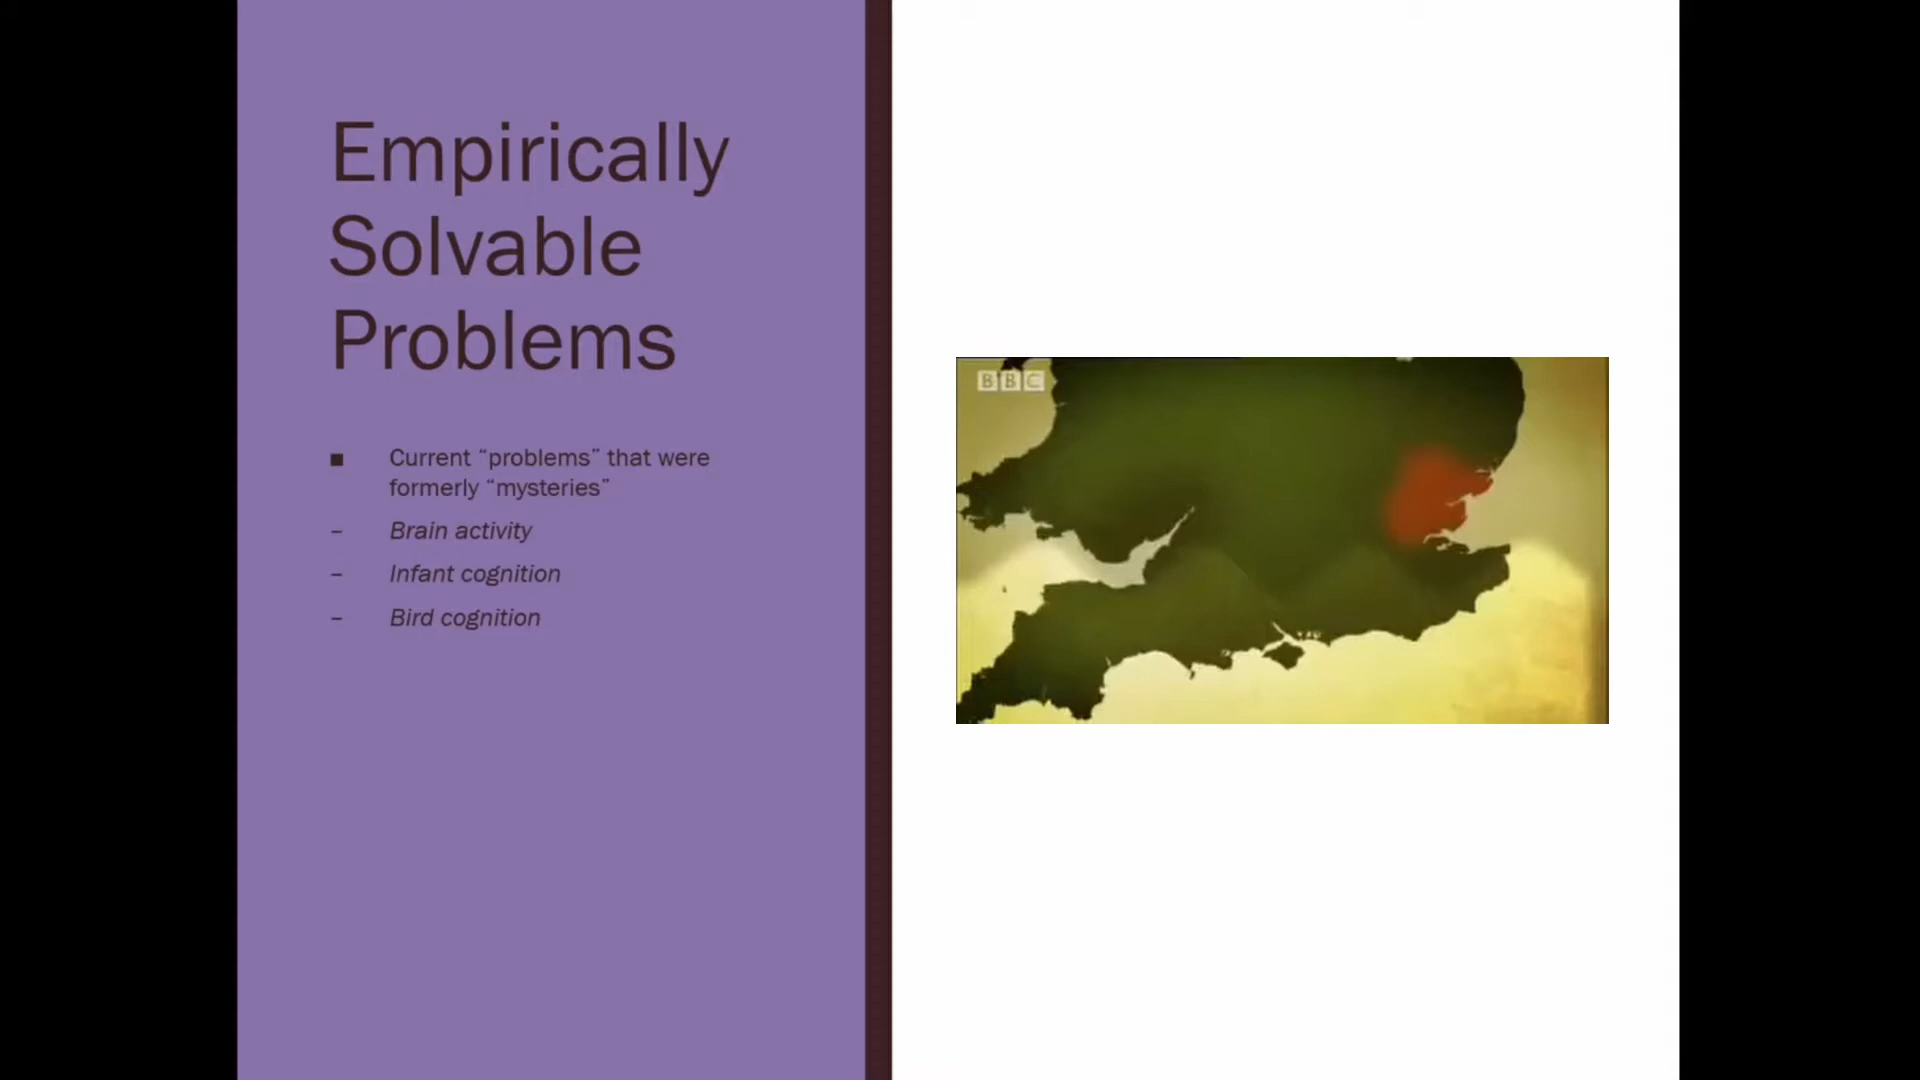 Empirically
Solvable
Problems
■ Current “problems” that were
formerly “mysteries”
– Brain activity
– Infant cognition
– Bird cognition
BBC